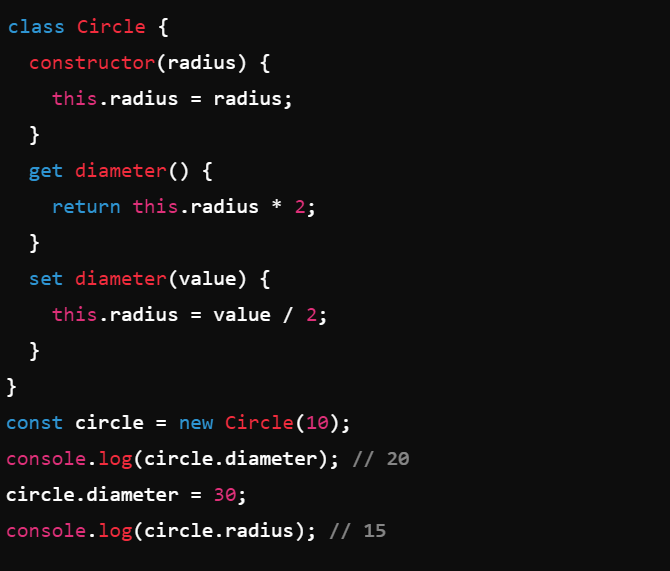 class Circle {
  constructor(radius) {
    this.radius = radius;
  }
  get diameter() {
    return this.radius * 2;
  }
  set diameter(value) {
    this.radius = value / 2;
  }
}
const circle = new Circle(10);
console.log(circle.diameter); // 20
circle.diameter = 30;
console.log(circle.radius); // 15